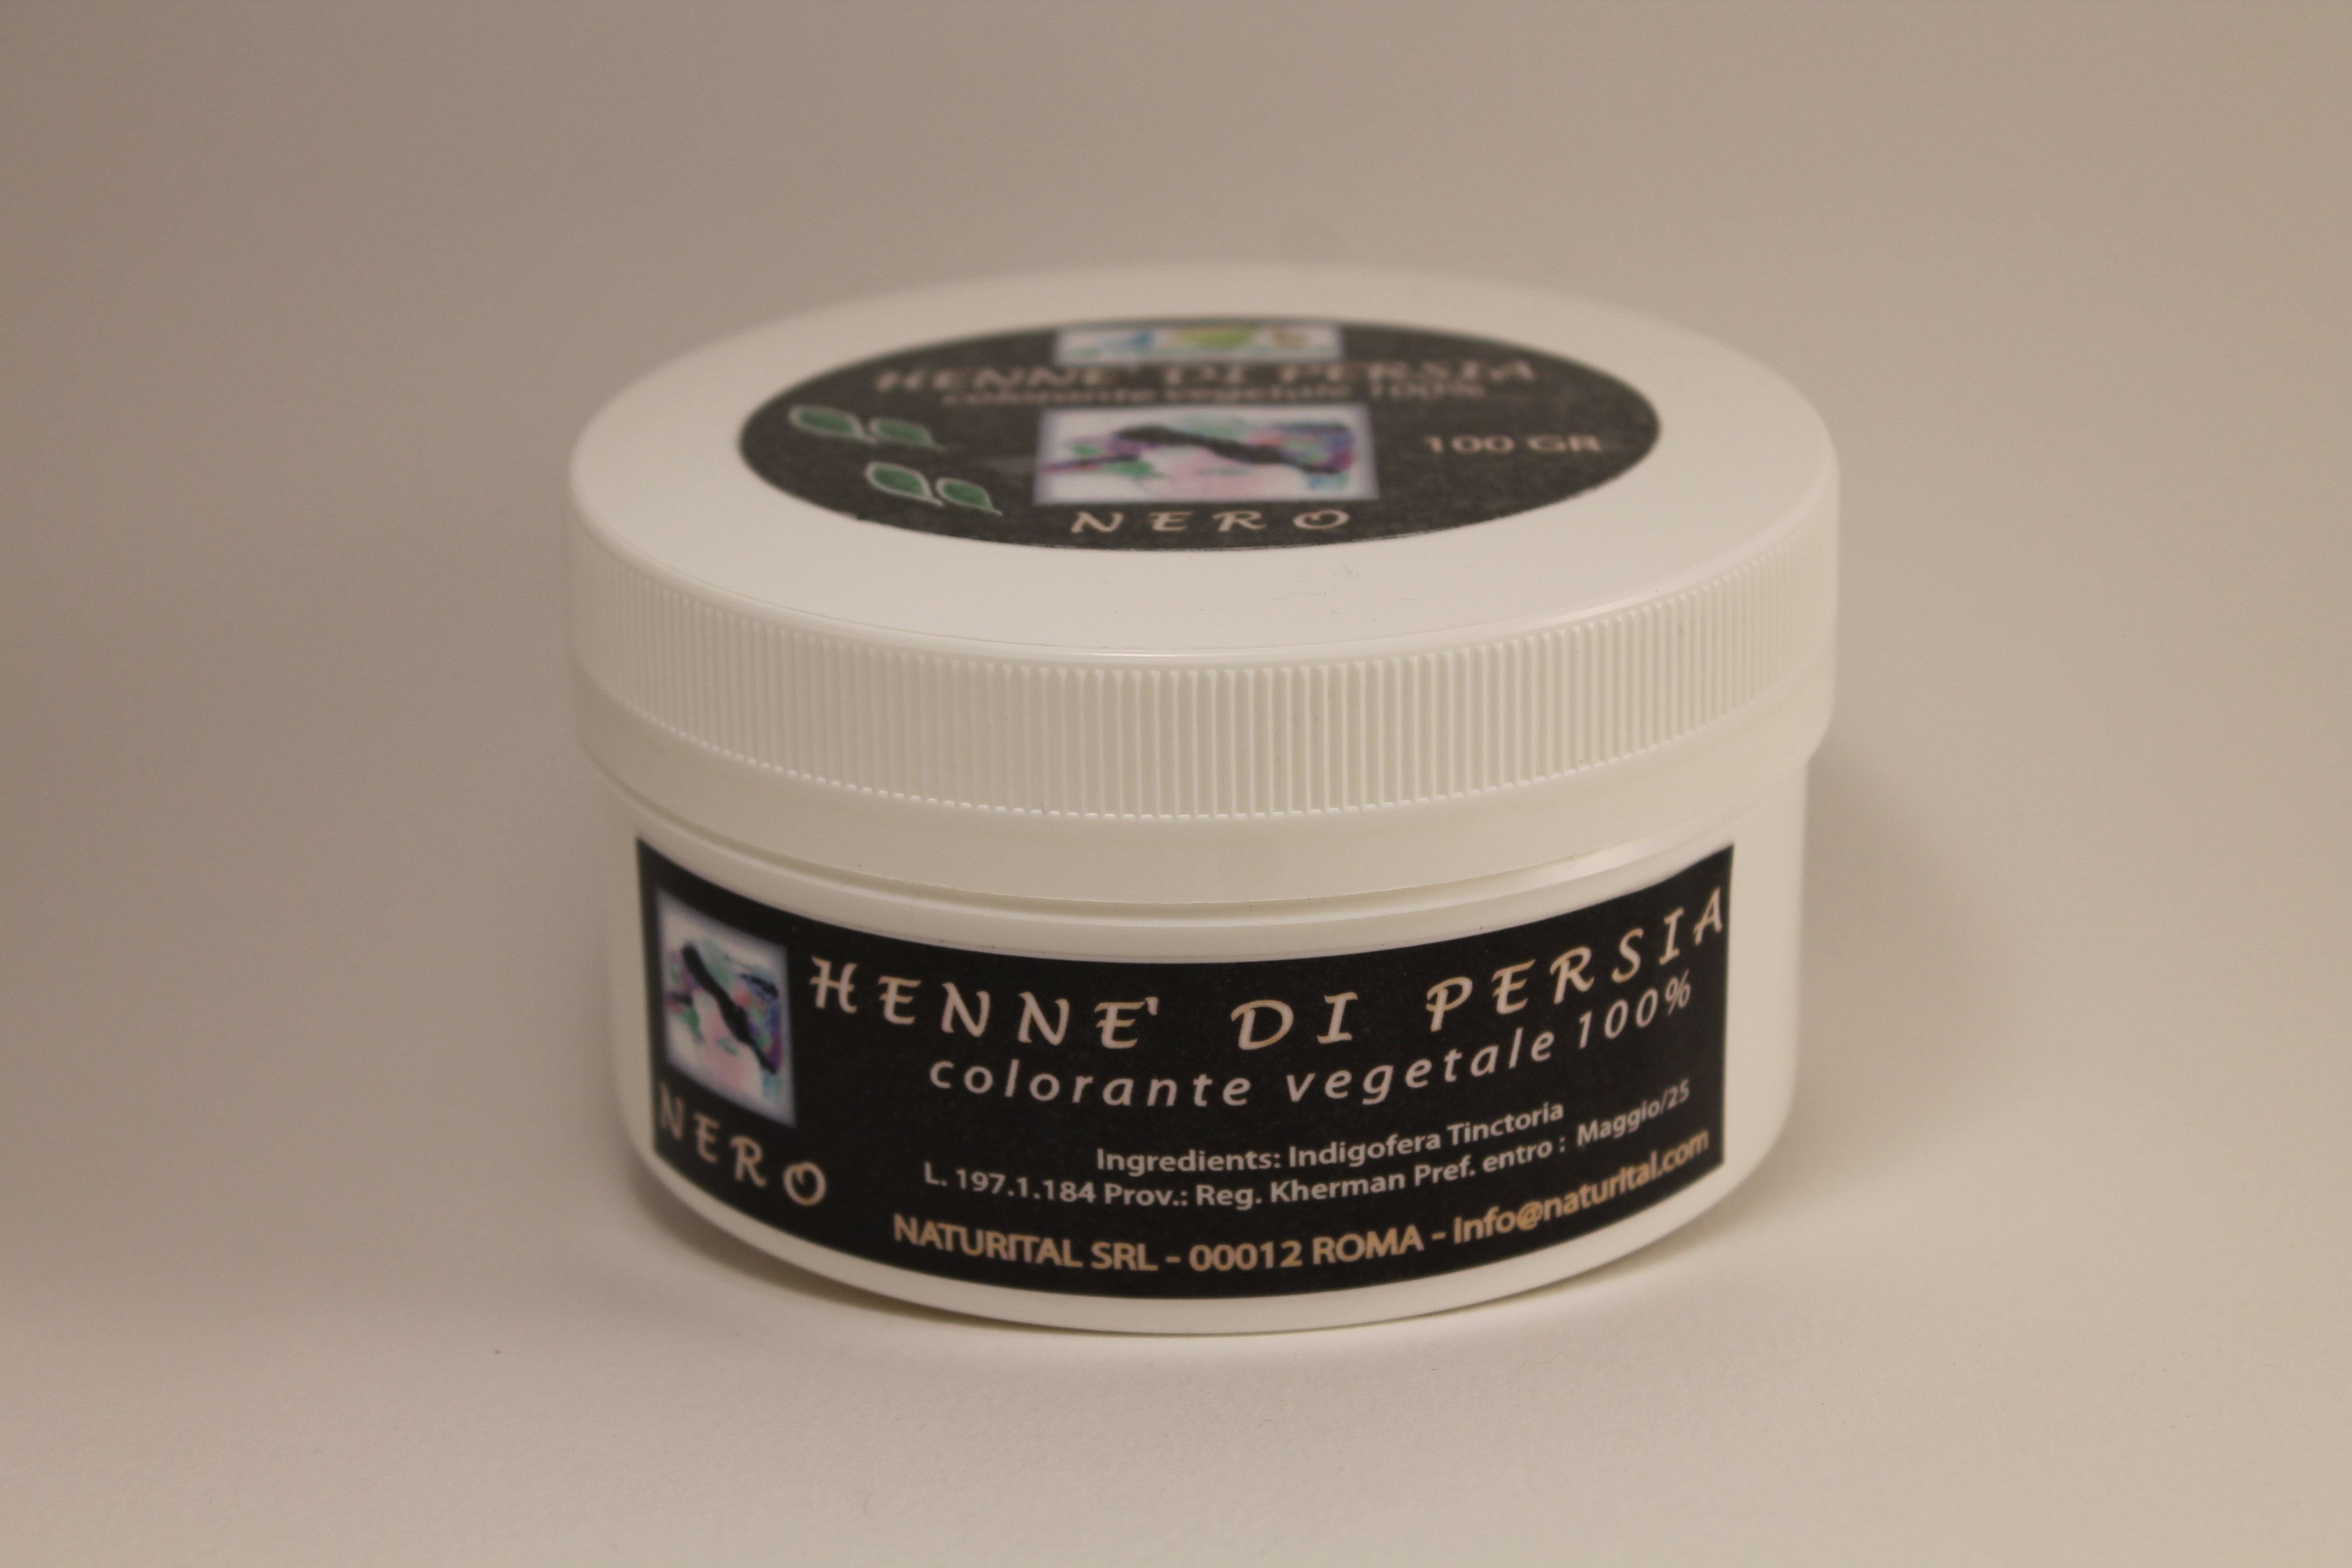 HENNE' DI PERSIA
colorante vegetale 100%
100 GR
NERO
HENNE' DI PERSIA
colorante vegetale 100%
NERO
Ingredients: Indigofera Tinctoria
L. 197.1.184 Prov.: Reg. Kherman Pref. entro : Maggio/25
NATURITAL SRL - 00012 ROMA - info@naturital.com